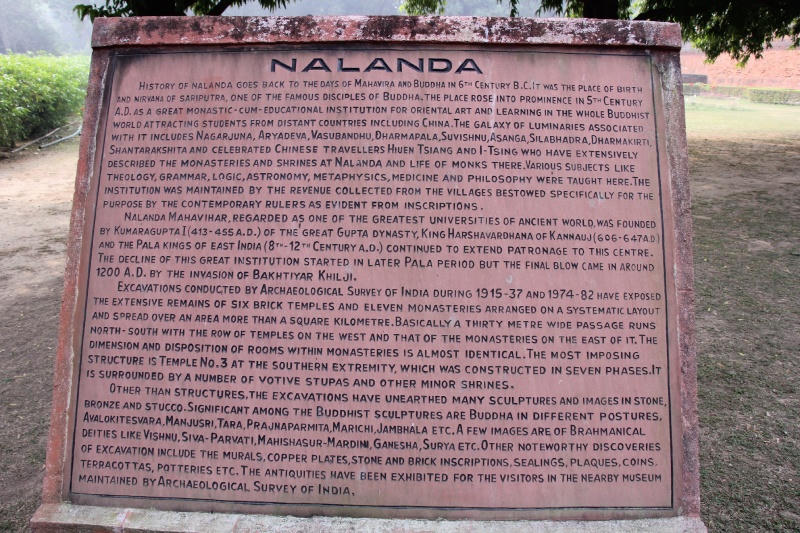 NALANDA
HISTORY OF NALANDA GOES BACK TO THE DAYS OF MAHAVIRA AND BUDDHA IN 6TH CENTURY B.C. IT WAS THE PLACE OF BIRTH
AND NIRVANA OF SARIPUTRA, ONE OF THE FAMOUS DISCIPLES OF BUDDHA. THE PLACE ROSE INTO PROMINENCE IN 5TH CENTURY
A.D. AS A GREAT MONASTIC-CUM-EDUCATIONAL INSTITUTION FOR ORIENTAL ART AND LEARNING IN THE WHOLE BUDDHIST
WORLD ATTRACTING STUDENTS FROM DISTANT COUNTRIES INCLUDING CHINA. THE GALAXY OF LUMINARIES ASSOCIATED
WITH IT INCLUDES NAGARJUNA, ARYADEVA, VASUBANDHU, DHARMAPALA, SUVISHNU, ASANGA, SILABHADRA, DHARMAKIRTI,
SHANTARAKSHITA AND CELEBRATED CHINESE TRAVELLERS HIUEN TSIANG AND I-TSING WHO HAVE EXTENSIVELY
DESCRIBED THE MONASTERIES AND SHRINES AT NALANDA AND LIFE OF MONKS THERE. VARIOUS SUBJECTS LIKE
THEOLOGY, GRAMMAR, LOGIC, ASTRONOMY, METAPHYSICS, MEDICINE AND PHILOSOPHY WERE TAUGHT HERE. THE
INSTITUTION WAS MAINTAINED BY THE REVENUE COLLECTED FROM THE VILLAGES BESTOWED SPECIFICALLY FOR THE
PURPOSE BY THE CONTEMPORARY RULERS AS EVIDENT FROM INSCRIPTIONS.
NALANDA MAHAVIHAR, REGARDED AS ONE OF THE GREATEST UNIVERSITIES OF ANCIENT WORLD, WAS FOUNDED
BY KUMARAGUPTA I (413-455 A.D.) OF THE GREAT GUPTA DYNASTY, KING HARSHAVARDHANA OF KANNAUJ (606-647 A.D)
AND THE PALA KINGS OF EAST INDIA (8TH-12TH CENTURY A.D.) CONTINUED TO EXTEND PATRONAGE TO THIS CENTRE.
THE DECLINE OF THIS GREAT INSTITUTION STARTED IN LATER PALA PERIOD BUT THE FINAL BLOW CAME IN AROUND
1200 A.D. BY THE INVASION OF BAKHTIYAR KHILJI.
EXCAVATIONS CONDUCTED BY ARCHAEOLOGICAL SURVEY OF INDIA DURING 1915-37 AND 1974-82 HAVE EXPOSED
THE EXTENSIVE REMAINS OF SIX BRICK TEMPLES AND ELEVEN MONASTERIES ARRANGED ON A SYSTEMATIC LAYOUT
AND SPREAD OVER AN AREA MORE THAN A SQUARE KILOMETRE. BASICALLY A THIRTY METRE WIDE PASSAGE RUNS
NORTH-SOUTH WITH THE ROW OF TEMPLES ON THE WEST AND THAT OF THE MONASTERIES ON THE EAST OF IT. THE
DIMENSION AND DISPOSITION OF ROOMS WITHIN MONASTERIES IS ALMOST IDENTICAL. THE MOST IMPOSING
STRUCTURE IS TEMPLE NO. 3 AT THE SOUTHERN EXTREMITY, WHICH WAS CONSTRUCTED IN SEVEN PHASES. IT
IS SURROUNDED BY A NUMBER OF VOTIVE STUPAS AND OTHER MINOR SHRINES.
OTHER THAN STRUCTURES, THE EXCAVATIONS HAVE UNEARTHED MANY SCULPTURES AND IMAGES IN STONE,
BRONZE AND STUCCO. SIGNIFICANT AMONG THE BUDDHIST SCULPTURES ARE BUDDHA IN DIFFERENT POSTURES,
AVALOKITESVARA, MANJUSRI, TARA, PRAJNAPARMITA, MARICHI, JAMBHALA ETC. A FEW IMAGES ARE OF BRAHMANICAL
DEITIES LIKE VISHNU, SIVA-PARVATI, MAHISHASUR-MARDINI, GANESHA, SURYA ETC. OTHER NOTEWORTHY DISCOVERIES
OF EXCAVATION INCLUDE THE MURALS, COPPER PLATES, STONE AND BRICK INSCRIPTIONS, SEALINGS, PLAQUES, COINS,
TERRACOTTAS, POTTERIES ETC. THE ANTIQUITIES HAVE BEEN EXHIBITED FOR THE VISITORS IN THE NEARBY MUSEUM
MAINTAINED BY ARCHAEOLOGICAL SURVEY OF INDIA.